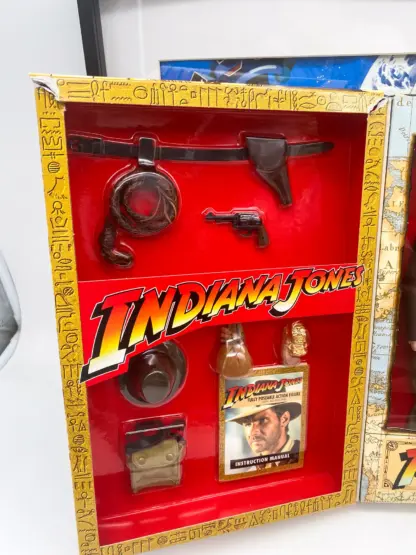 INDIANA JONES
INDIANA JONES
FULLY POSEABLE ACTION FIGURE
INSTRUCTION MANUAL